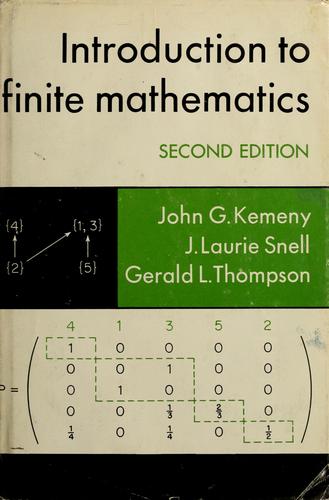 Introduction to
finite mathematics
SECOND EDITION
{4} {1, 3}
{2} {5}
John G. Kemeny
J. Laurie Snell
Gerald L. Thompson
4 1 3 5 2
1 0 0 0 0
0 0 1 0 0
P = 0 1 0 0 0
0 0 1/3 2/3 0
1/4 0 1/4 0 1/2